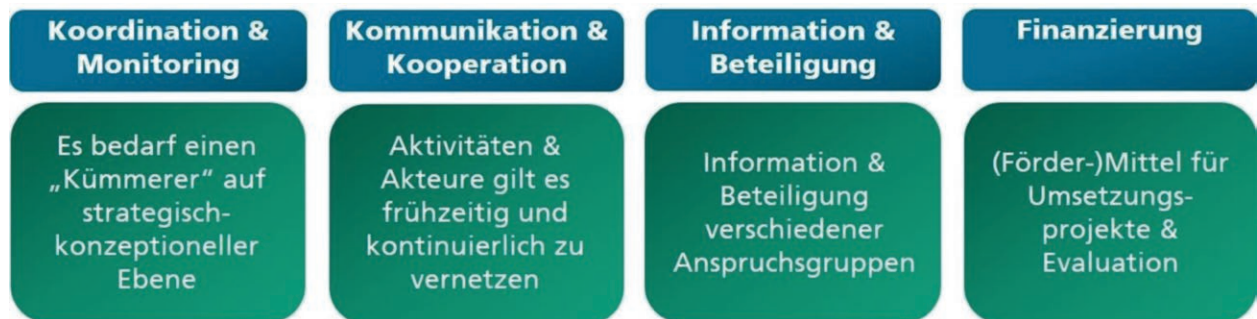 Koordination &
Monitoring
Es bedarf einen
„Kümmerer“ auf
strategisch-
konzeptioneller
Ebene
Kommunikation &
Kooperation
Aktivitäten &
Akteure gilt es
frühzeitig und
kontinuierlich zu
vernetzen
Information &
Beteiligung
Information &
Beteiligung
verschiedener
Anspruchsgruppen
Finanzierung
(Förder-)Mittel für
Umsetzungs-
projekte &
Evaluation